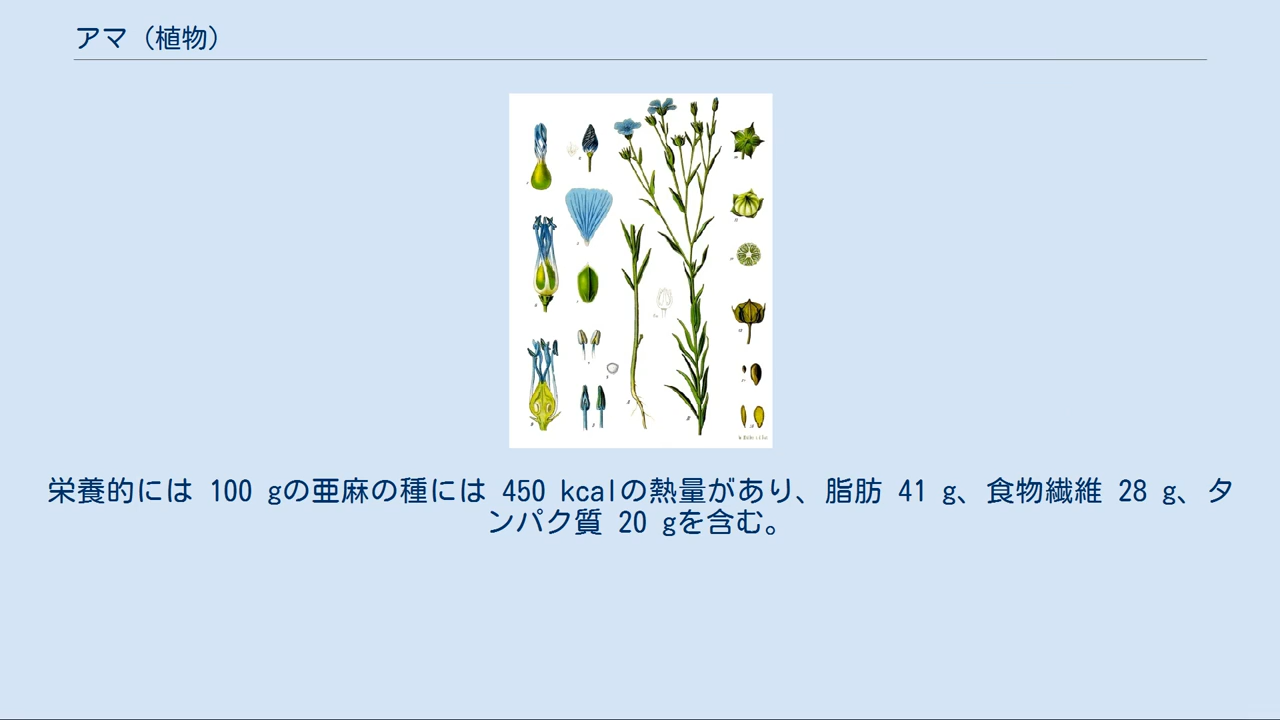 アマ（植物）
栄養的には 100 gの亜麻の種には 450 kcalの熱量があり、脂肪 41 g、食物繊維 28 g、タ
ンパク質 20 gを含む。